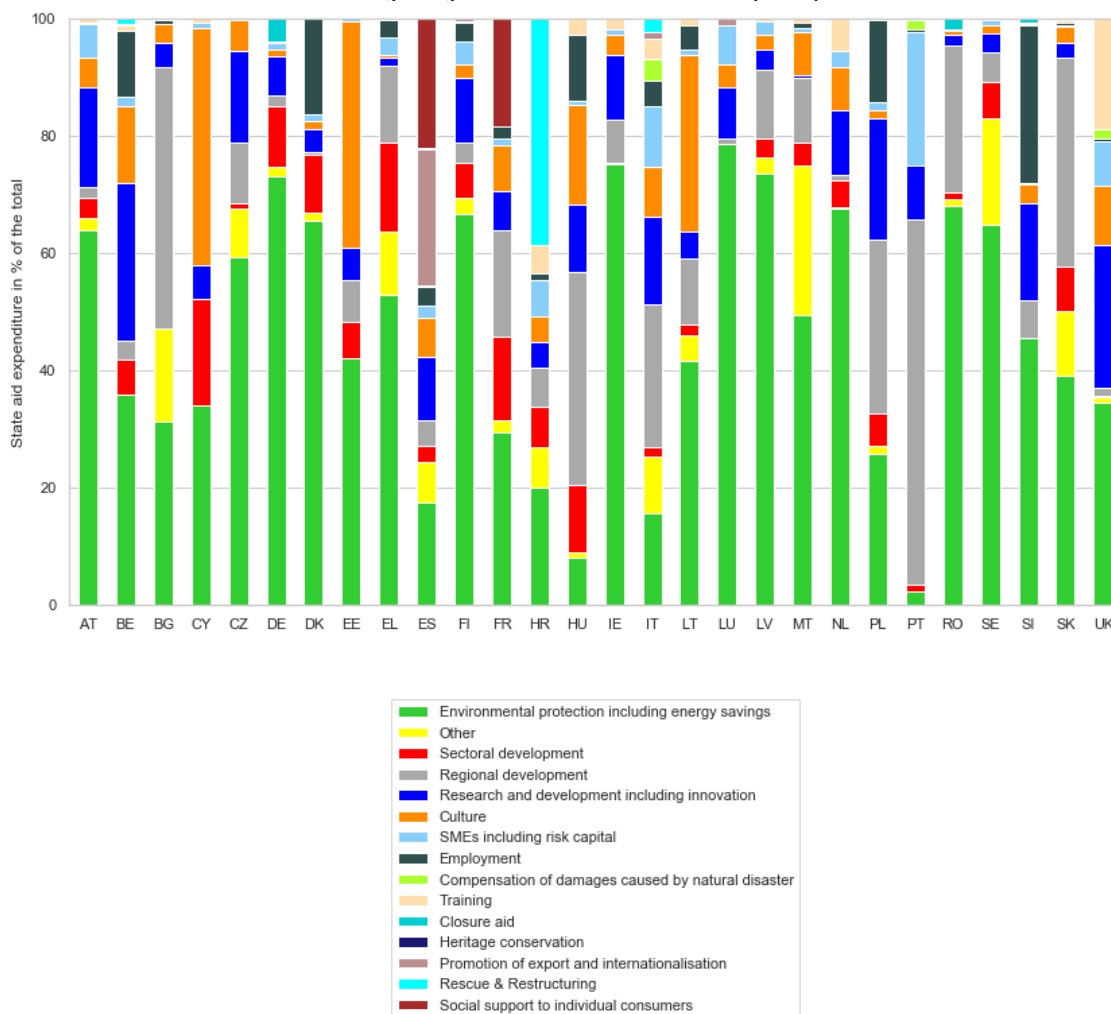 100
80
60
40
20
0
State aid expenditure in % of the total
AT BE BG CY CZ DE DK EE EL ES FI FR HR HU IE IT LT LU LV MT NL PL PT RO SE SI SK UK
Environmental protection including energy savings
Other
Sectoral development
Regional development
Research and development including innovation
Culture
SMEs including risk capital
Employment
Compensation of damages caused by natural disaster
Training
Closure aid
Heritage conservation
Promotion of export and internationalisation
Rescue & Restructuring
Social support to individual consumers